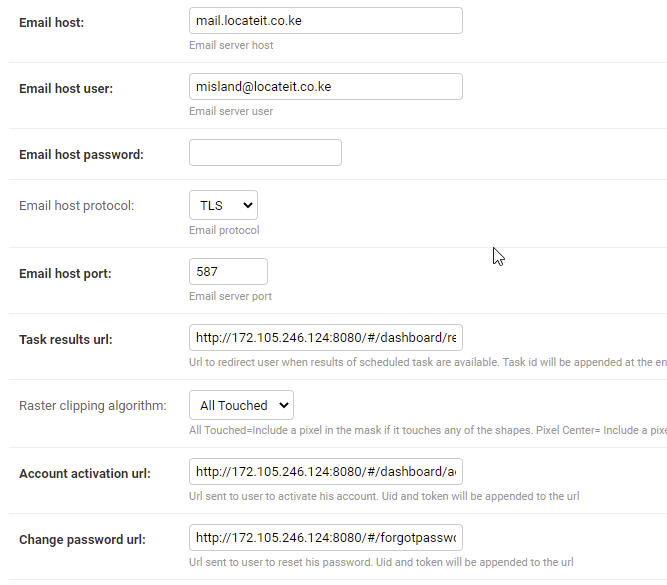 Email host: mail.locateit.co.ke
Email server host
Email host user: misland@locateit.co.ke
Email server user
Email host password:
Email host protocol: TLS
Email protocol
Email host port: 587
Email server port
Task results url: http://172.105.246.124:8080/#/dashboard/re
Url to redirect user when results of scheduled task are available. Task id will be appended at the en
Raster clipping algorithm: All Touched
All Touched=Include a pixel in the mask if it touches any of the shapes. Pixel Center= Include a pixe
Account activation url: http://172.105.246.124:8080/#/dashboard/a
Url sent to user to activate his account. Uid and token will be appended to the url
Change password url: http://172.105.246.124:8080/#/forgotpassw
Url sent to user to reset his password. Uid and token will be appended to the url